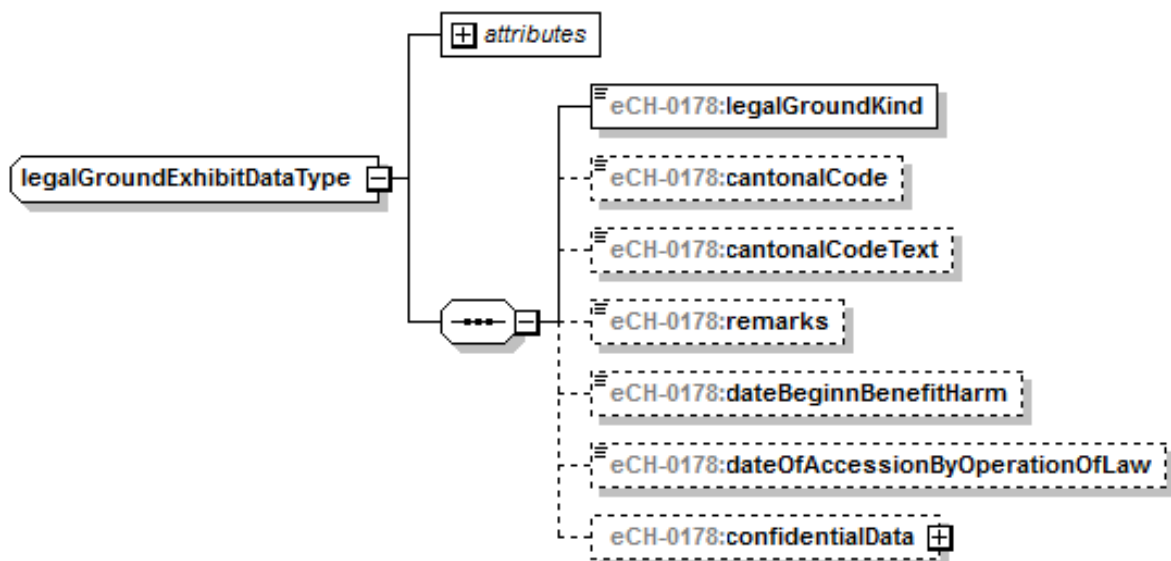 attributes
eCH-0178:legalGroundKind
legalGroundExhibitDataType
eCH-0178:cantonalCode
eCH-0178:cantonalCodeText
eCH-0178:remarks
eCH-0178:dateBeginnBenefitHarm
eCH-0178:dateOfAccessionByOperationOfLaw
eCH-0178:confidentialData